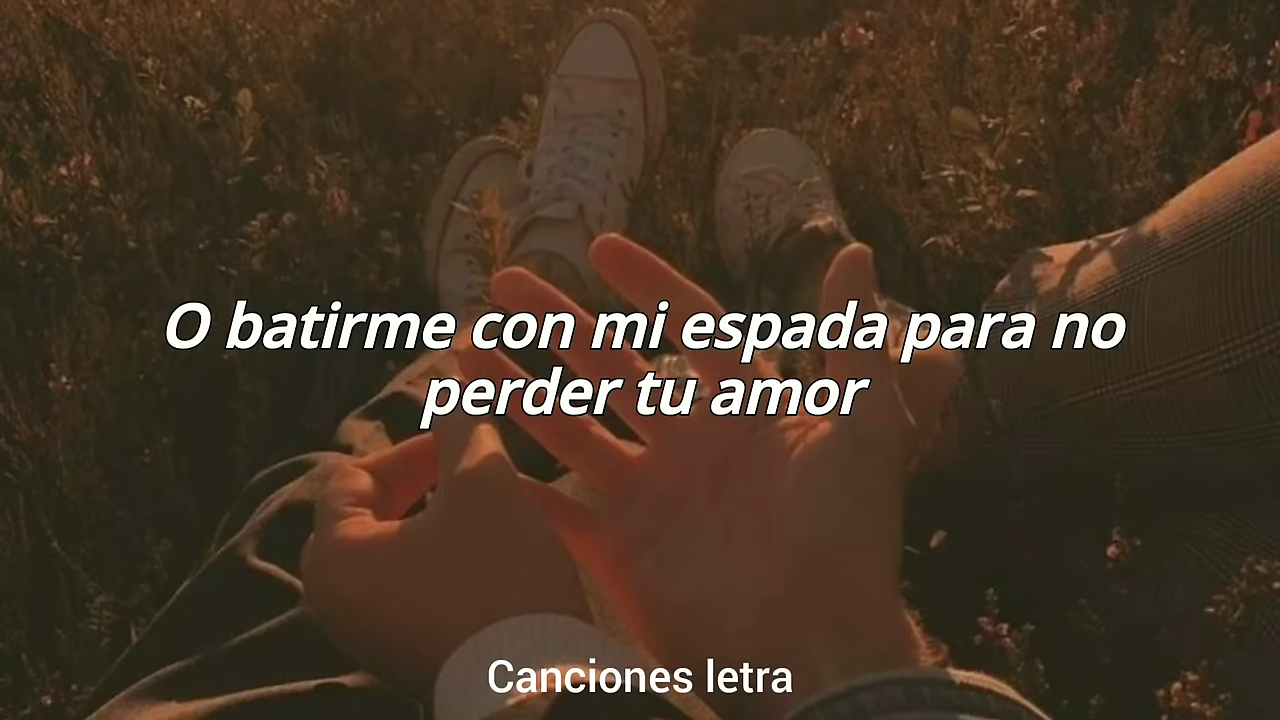 O batirme con mi espada para no
perder tu amor
Canciones letra